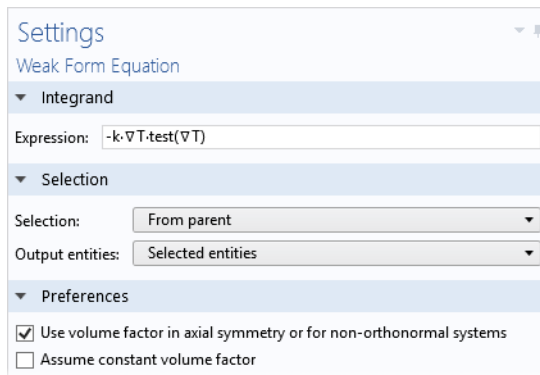 Settings
Weak Form Equation
Integrand
Expression: -k·∇T·test(∇T)
Selection
Selection: From parent
Output entities: Selected entities
Preferences
Use volume factor in axial symmetry or for non-orthonormal systems
Assume constant volume factor